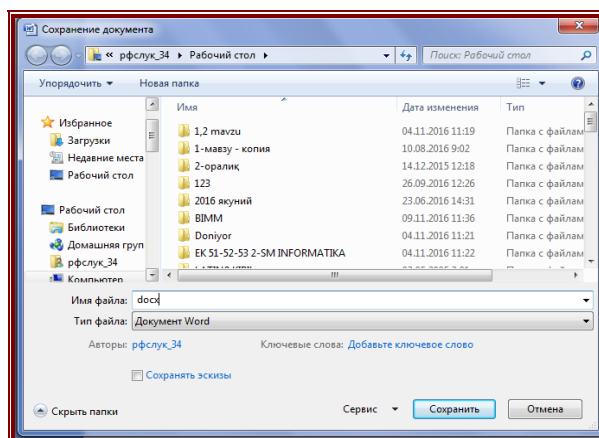 Сохранение документа
« рфслук_34 ▸ Рабочий стол ▸
Поиск: Рабочий стол
Упорядочить ▾ Новая папка
Имя Дата изменения Тип
Избранное
Загрузки
Недавние места
Рабочий стол
Рабочий стол
Библиотеки
Домашняя груп
рфслук_34
Компьютер
1,2 mavzu 04.11.2016 11:19 Папка с файлам
1-мавзу - копия 10.08.2016 9:02 Папка с файлам
2-оралиқ 14.12.2015 12:18 Папка с файлам
123 26.09.2016 12:26 Папка с файлам
2016 якуний 23.06.2016 14:31 Папка с файлам
BIMM 09.11.2016 11:36 Папка с файлам
Doniyor 04.11.2016 11:21 Папка с файлам
EK 51-52-53 2-SM INFORMATIKA 04.11.2016 11:22 Папка с файлам
Имя файла: docx
Тип файла: Документ Word
Авторы: рфслук_34 Ключевые слова: Добавьте ключевое слово
Сохранять эскизы
Скрыть папки Сервис ▾ Сохранить Отмена